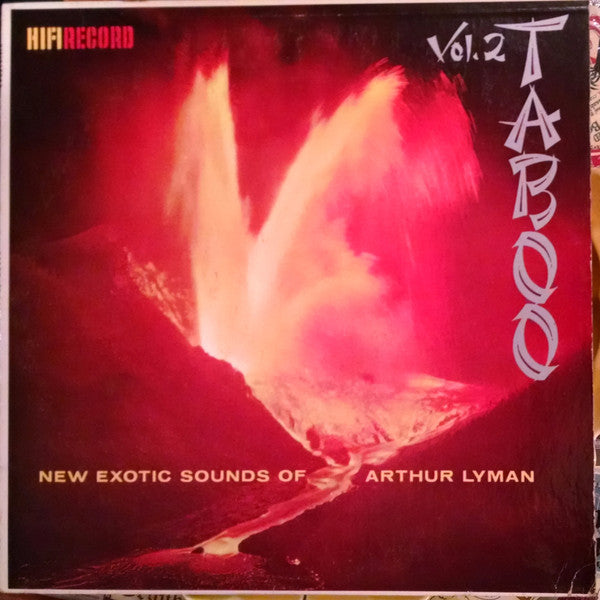 HIFIRECORD
Vol. 2
TABOO
NEW EXOTIC SOUNDS OF ARTHUR LYMAN